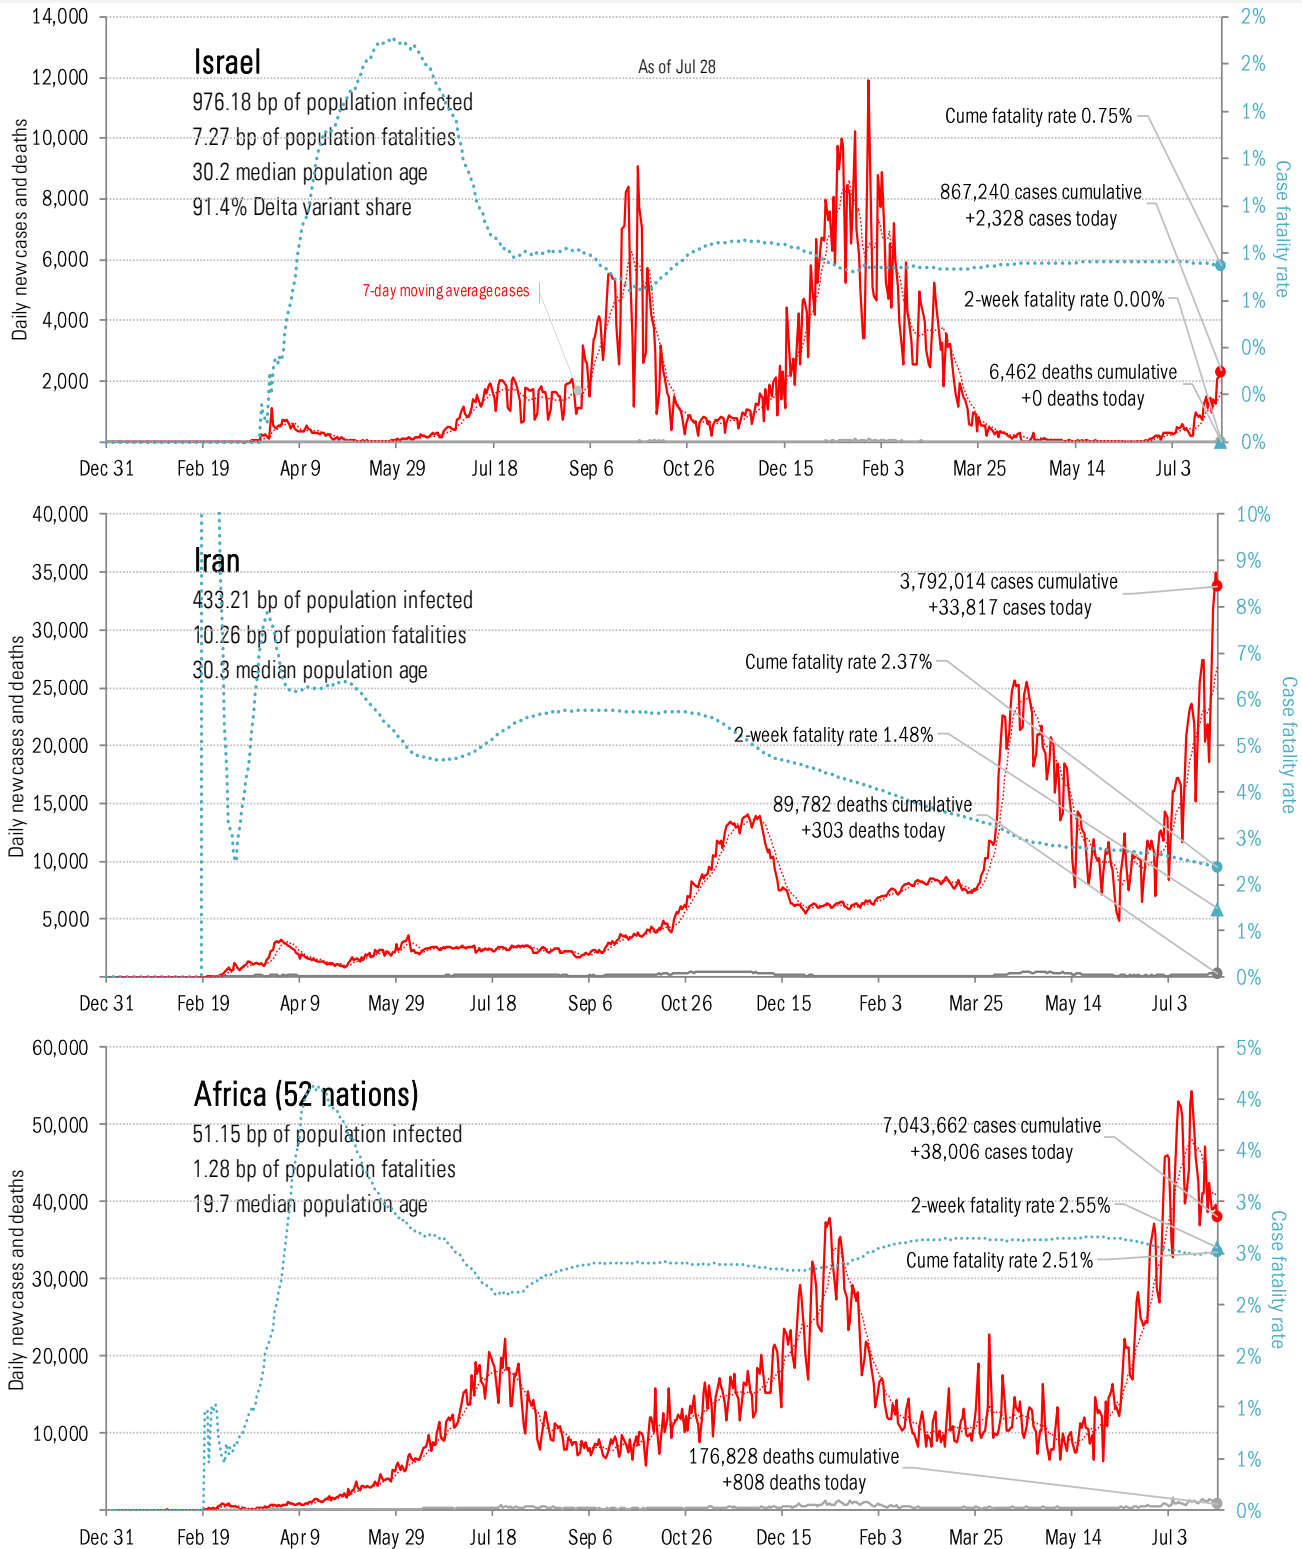 14,000
12,000
10,000
8,000
6,000
4,000
2,000
Daily new cases and deaths
Israel
976.18 bp of population infected
7.27 bp of population fatalities
30.2 median population age
91.4% Delta variant share
As of Jul 28
7-day moving average cases
Cume fatality rate 0.75%
867,240 cases cumulative
+2,328 cases today
2-week fatality rate 0.00%
6,462 deaths cumulative
+0 deaths today
2%
2%
1%
1%
1%
1%
1%
0%
0%
0%
Case fatality rate
Dec 31 Feb 19 Apr 9 May 29 Jul 18 Sep 6 Oct 26 Dec 15 Feb 3 Mar 25 May 14 Jul 3
40,000
35,000
30,000
25,000
20,000
15,000
10,000
5,000
Daily new cases and deaths
Iran
433.21 bp of population infected
10.26 bp of population fatalities
30.3 median population age
3,792,014 cases cumulative
+33,817 cases today
Cume fatality rate 2.37%
2-week fatality rate 1.48%
89,782 deaths cumulative
+303 deaths today
10%
9%
8%
7%
6%
5%
4%
3%
2%
1%
0%
Case fatality rate
Dec 31 Feb 19 Apr 9 May 29 Jul 18 Sep 6 Oct 26 Dec 15 Feb 3 Mar 25 May 14 Jul 3
60,000
50,000
40,000
30,000
20,000
10,000
Daily new cases and deaths
Africa (52 nations)
51.15 bp of population infected
1.28 bp of population fatalities
19.7 median population age
7,043,662 cases cumulative
+38,006 cases today
2-week fatality rate 2.55%
Cume fatality rate 2.51%
176,828 deaths cumulative
+808 deaths today
5%
4%
4%
3%
3%
2%
2%
1%
1%
0%
Case fatality rate
Dec 31 Feb 19 Apr 9 May 29 Jul 18 Sep 6 Oct 26 Dec 15 Feb 3 Mar 25 May 14 Jul 3